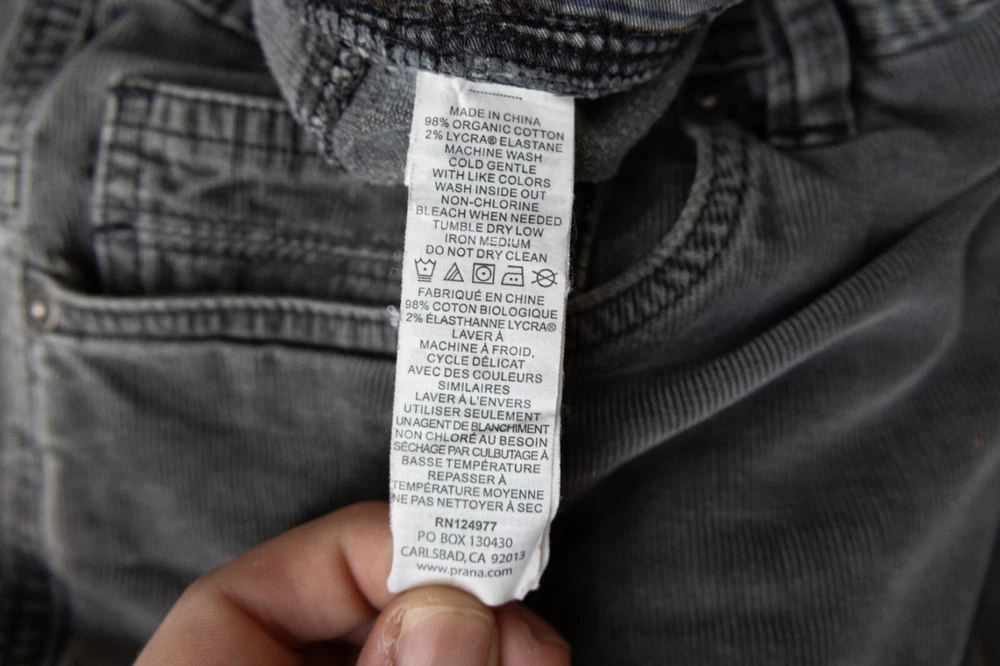 MADE IN CHINA
98% ORGANIC COTTON
2% LYCRA® ELASTANE
MACHINE WASH
COLD GENTLE
WITH LIKE COLORS
WASH INSIDE OUT
NON-CHLORINE
BLEACH WHEN NEEDED
TUMBLE DRY LOW
IRON MEDIUM
DO NOT DRY CLEAN
FABRIQUÉ EN CHINE
98% COTON BIOLOGIQUE
2% ÉLASTHANNE LYCRA®
LAVER À
MACHINE À FROID,
CYCLE DÉLICAT
AVEC DES COULEURS
SIMILAIRES
LAVER À L'ENVERS
UTILISER SEULEMENT
UN AGENT DE BLANCHIMENT
NON CHLORÉ AU BESOIN
SÉCHAGE PAR CULBUTAGE À
BASSE TEMPÉRATURE
REPASSER À
TEMPÉRATURE MOYENNE
NE PAS NETTOYER À SEC
RN124977
PO BOX 130430
CARLSBAD, CA 92013
www.prana.com